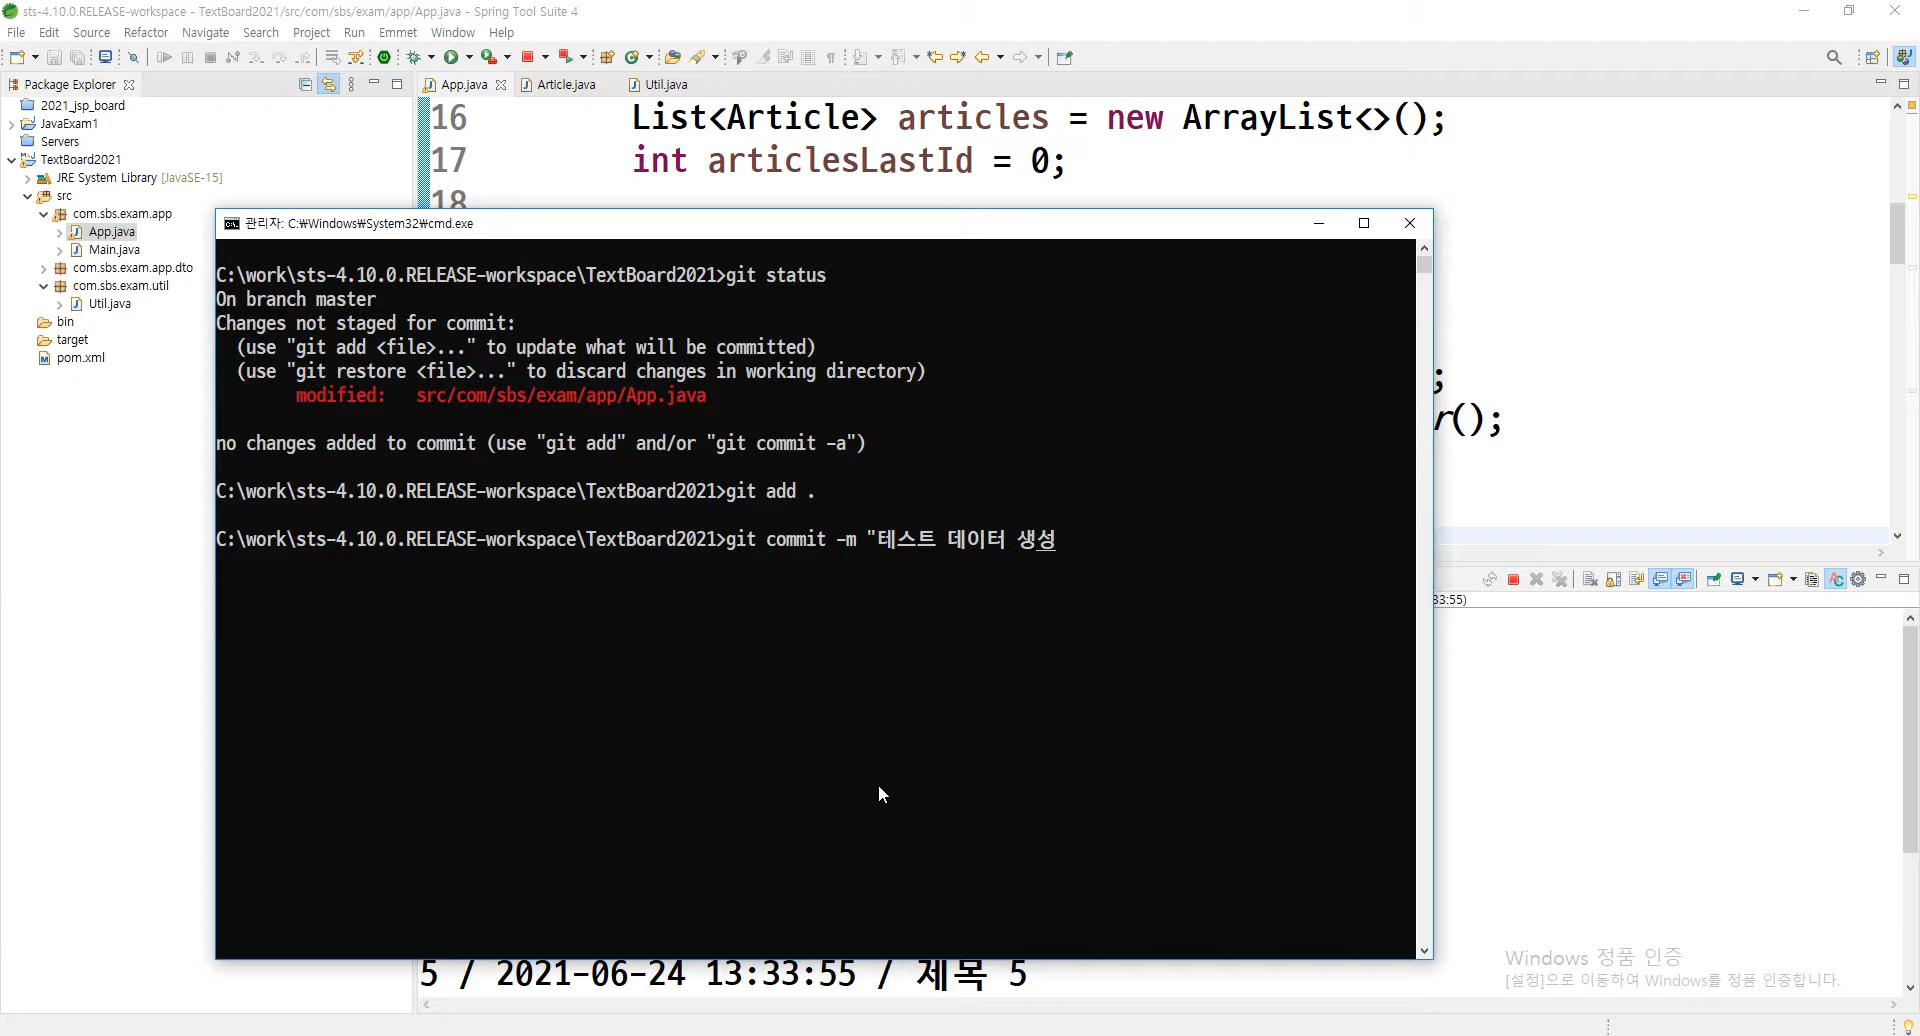 sts-4.10.0.RELEASE-workspace - TextBoard2021/src/com/sbs/exam/app/App.java - Spring Tool Suite 4
File Edit Source Refactor Navigate Search Project Run Emmet Window Help
Package Explorer
App.java
Article.java
Util.java
2021_jsp_board
JavaExam1
Servers
TextBoard2021
JRE System Library [JavaSE-15]
src
com.sbs.exam.app
App.java
Main.java
com.sbs.exam.app.dto
com.sbs.exam.util
Util.java
bin
target
pom.xml
16 List<Article> articles = new ArrayList<>();
17 int articlesLastId = 0;
18
;
r();
관리자: C:₩Windows₩System32₩cmd.exe
C:\work\sts-4.10.0.RELEASE-workspace\TextBoard2021>git status
On branch master
Changes not staged for commit:
(use "git add <file>..." to update what will be committed)
(use "git restore <file>..." to discard changes in working directory)
modified: src/com/sbs/exam/app/App.java
no changes added to commit (use "git add" and/or "git commit -a")
C:\work\sts-4.10.0.RELEASE-workspace\TextBoard2021>git add .
C:\work\sts-4.10.0.RELEASE-workspace\TextBoard2021>git commit -m "테스트 데이터 생성
33:55)
5 / 2021-06-24 13:33:55 / 제목 5
Windows 정품 인증
[설정]으로 이동하여 Windows를 정품 인증합니다.